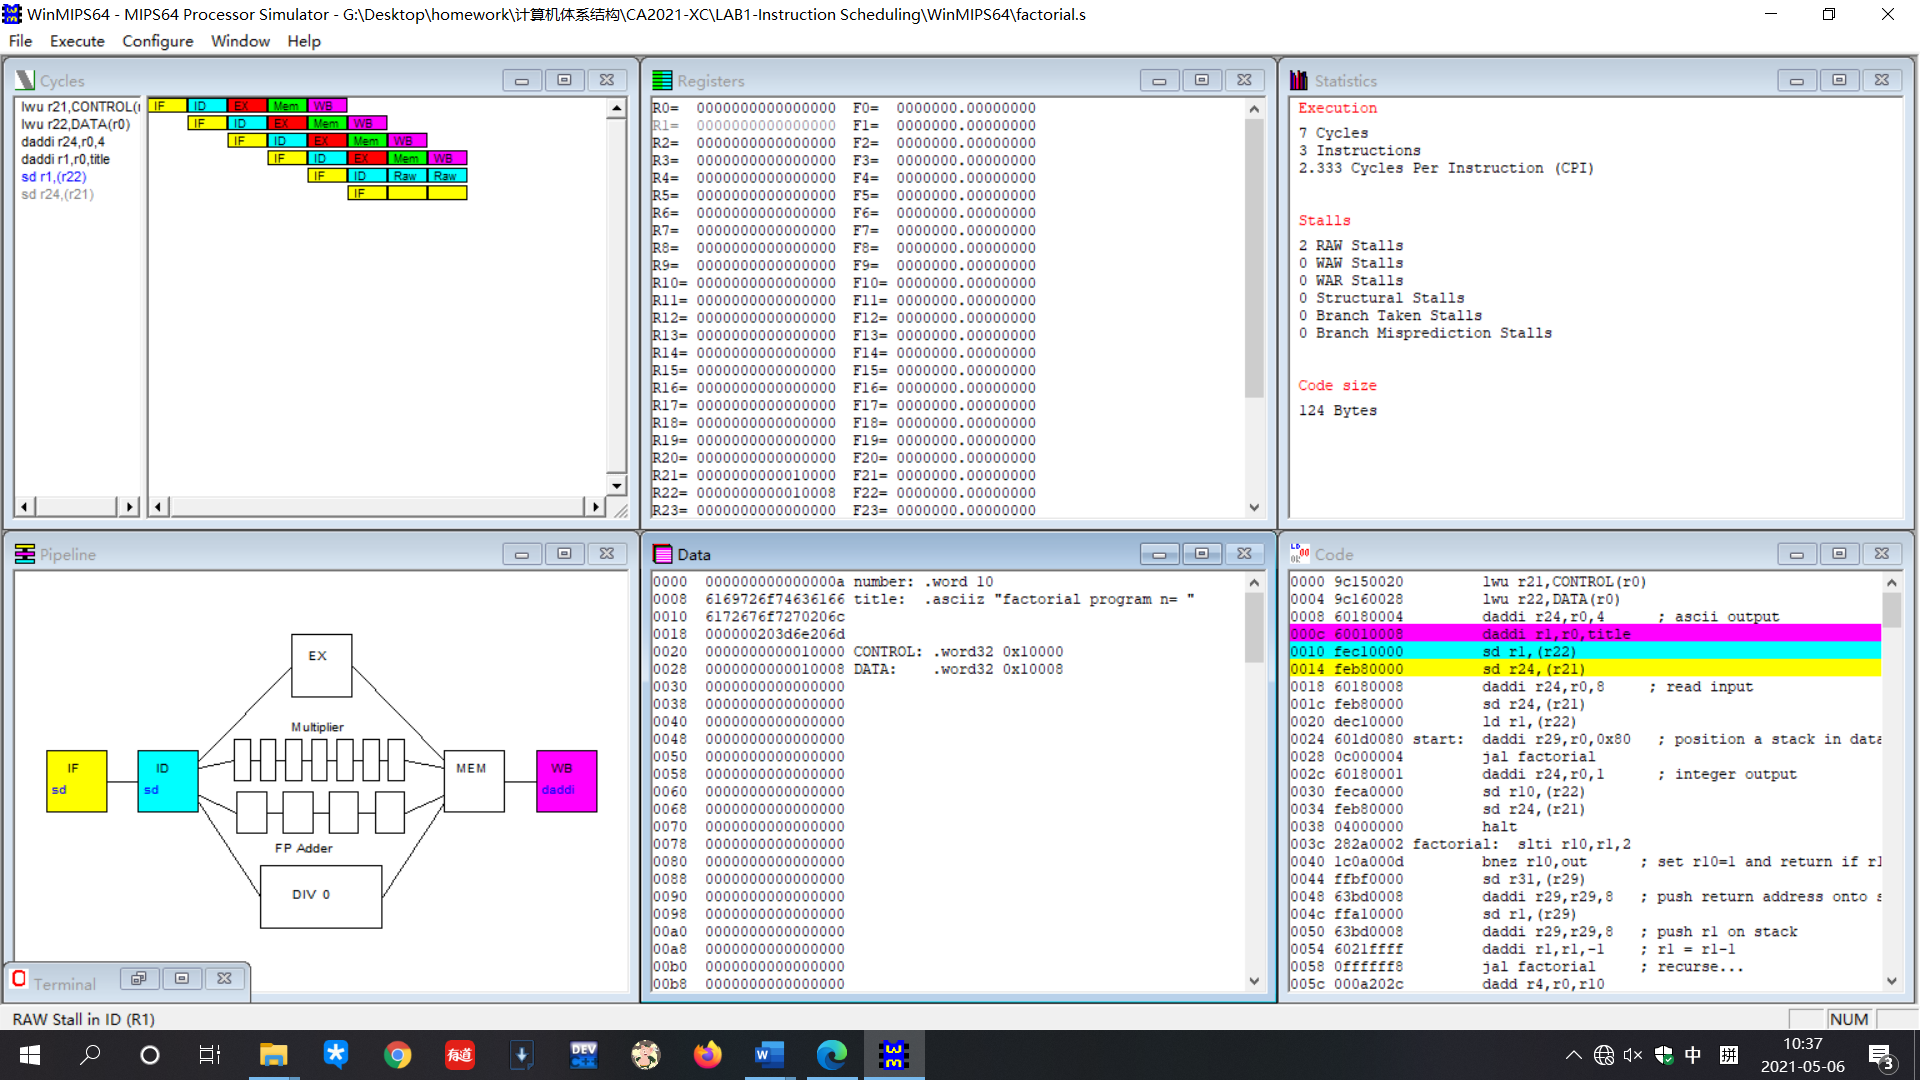 WinMIPS64 - MIPS64 Processor Simulator - G:\Desktop\homework\计算机体系结构\CA2021-XC\LAB1-Instruction Scheduling\WinMIPS64\factorial.s
File Execute Configure Window Help
Cycles
lwu r21,CONTROL(r IF ID EX Mem WB
lwu r22,DATA(r0) IF ID EX Mem WB
daddi r24,r0,4 IF ID EX Mem WB
daddi r1,r0,title IF ID EX Mem WB
sd r1,(r22) IF ID Raw Raw
sd r24,(r21) IF
Registers
R0= 0000000000000000 F0= 0000000.00000000
R1= 0000000000000000 F1= 0000000.00000000
R2= 0000000000000000 F2= 0000000.00000000
R3= 0000000000000000 F3= 0000000.00000000
R4= 0000000000000000 F4= 0000000.00000000
R5= 0000000000000000 F5= 0000000.00000000
R6= 0000000000000000 F6= 0000000.00000000
R7= 0000000000000000 F7= 0000000.00000000
R8= 0000000000000000 F8= 0000000.00000000
R9= 0000000000000000 F9= 0000000.00000000
R10= 0000000000000000 F10= 0000000.00000000
R11= 0000000000000000 F11= 0000000.00000000
R12= 0000000000000000 F12= 0000000.00000000
R13= 0000000000000000 F13= 0000000.00000000
R14= 0000000000000000 F14= 0000000.00000000
R15= 0000000000000000 F15= 0000000.00000000
R16= 0000000000000000 F16= 0000000.00000000
R17= 0000000000000000 F17= 0000000.00000000
R18= 0000000000000000 F18= 0000000.00000000
R19= 0000000000000000 F19= 0000000.00000000
R20= 0000000000000000 F20= 0000000.00000000
R21= 0000000000010000 F21= 0000000.00000000
R22= 0000000000010008 F22= 0000000.00000000
R23= 0000000000000000 F23= 0000000.00000000
Statistics
Execution
7 Cycles
3 Instructions
2.333 Cycles Per Instruction (CPI)
Stalls
2 RAW Stalls
0 WAW Stalls
0 WAR Stalls
0 Structural Stalls
0 Branch Taken Stalls
0 Branch Misprediction Stalls
Code size
124 Bytes
Pipeline
EX
Multiplier
IF
sd
ID
sd
MEM
WB
daddi
FP Adder
DIV 0
Terminal
Data
0000 000000000000000a number: .word 10
0008 6169726f74636166 title: .asciiz "factorial program n= "
0010 6172676f7270206c
0018 000000203d6e206d
0020 0000000000010000 CONTROL: .word32 0x10000
0028 0000000000010008 DATA: .word32 0x10008
0030 0000000000000000
0038 0000000000000000
0040 0000000000000000
0048 0000000000000000
0050 0000000000000000
0058 0000000000000000
0060 0000000000000000
0068 0000000000000000
0070 0000000000000000
0078 0000000000000000
0080 0000000000000000
0088 0000000000000000
0090 0000000000000000
0098 0000000000000000
00a0 0000000000000000
00a8 0000000000000000
00b0 0000000000000000
00b8 0000000000000000
Code
0000 9c150020 lwu r21,CONTROL(r0)
0004 9c160028 lwu r22,DATA(r0)
0008 60180004 daddi r24,r0,4 ; ascii output
000c 60010008 daddi r1,r0,title
0010 fec10000 sd r1,(r22)
0014 feb80000 sd r24,(r21)
0018 60180008 daddi r24,r0,8 ; read input
001c feb80000 sd r24,(r21)
0020 dec10000 ld r1,(r22)
0024 601d0080 start: daddi r29,r0,0x80 ; position a stack in data
0028 0c000004 jal factorial
002c 60180001 daddi r24,r0,1 ; integer output
0030 feca0000 sd r10,(r22)
0034 feb80000 sd r24,(r21)
0038 04000000 halt
003c 282a0002 factorial: slti r10,r1,2
0040 1c0a000d bnez r10,out ; set r10=1 and return if r1
0044 ffbf0000 sd r31,(r29)
0048 63bd0008 daddi r29,r29,8 ; push return address onto s
004c ffa10000 sd r1,(r29)
0050 63bd0008 daddi r29,r29,8 ; push r1 on stack
0054 6021ffff daddi r1,r1,-1 ; r1 = r1-1
0058 0ffffff8 jal factorial ; recurse...
005c 000a202c dadd r4,r0,r10
RAW Stall in ID (R1)
NUM
有道
DEV C++
中
拼
10:37
2021-05-06
3